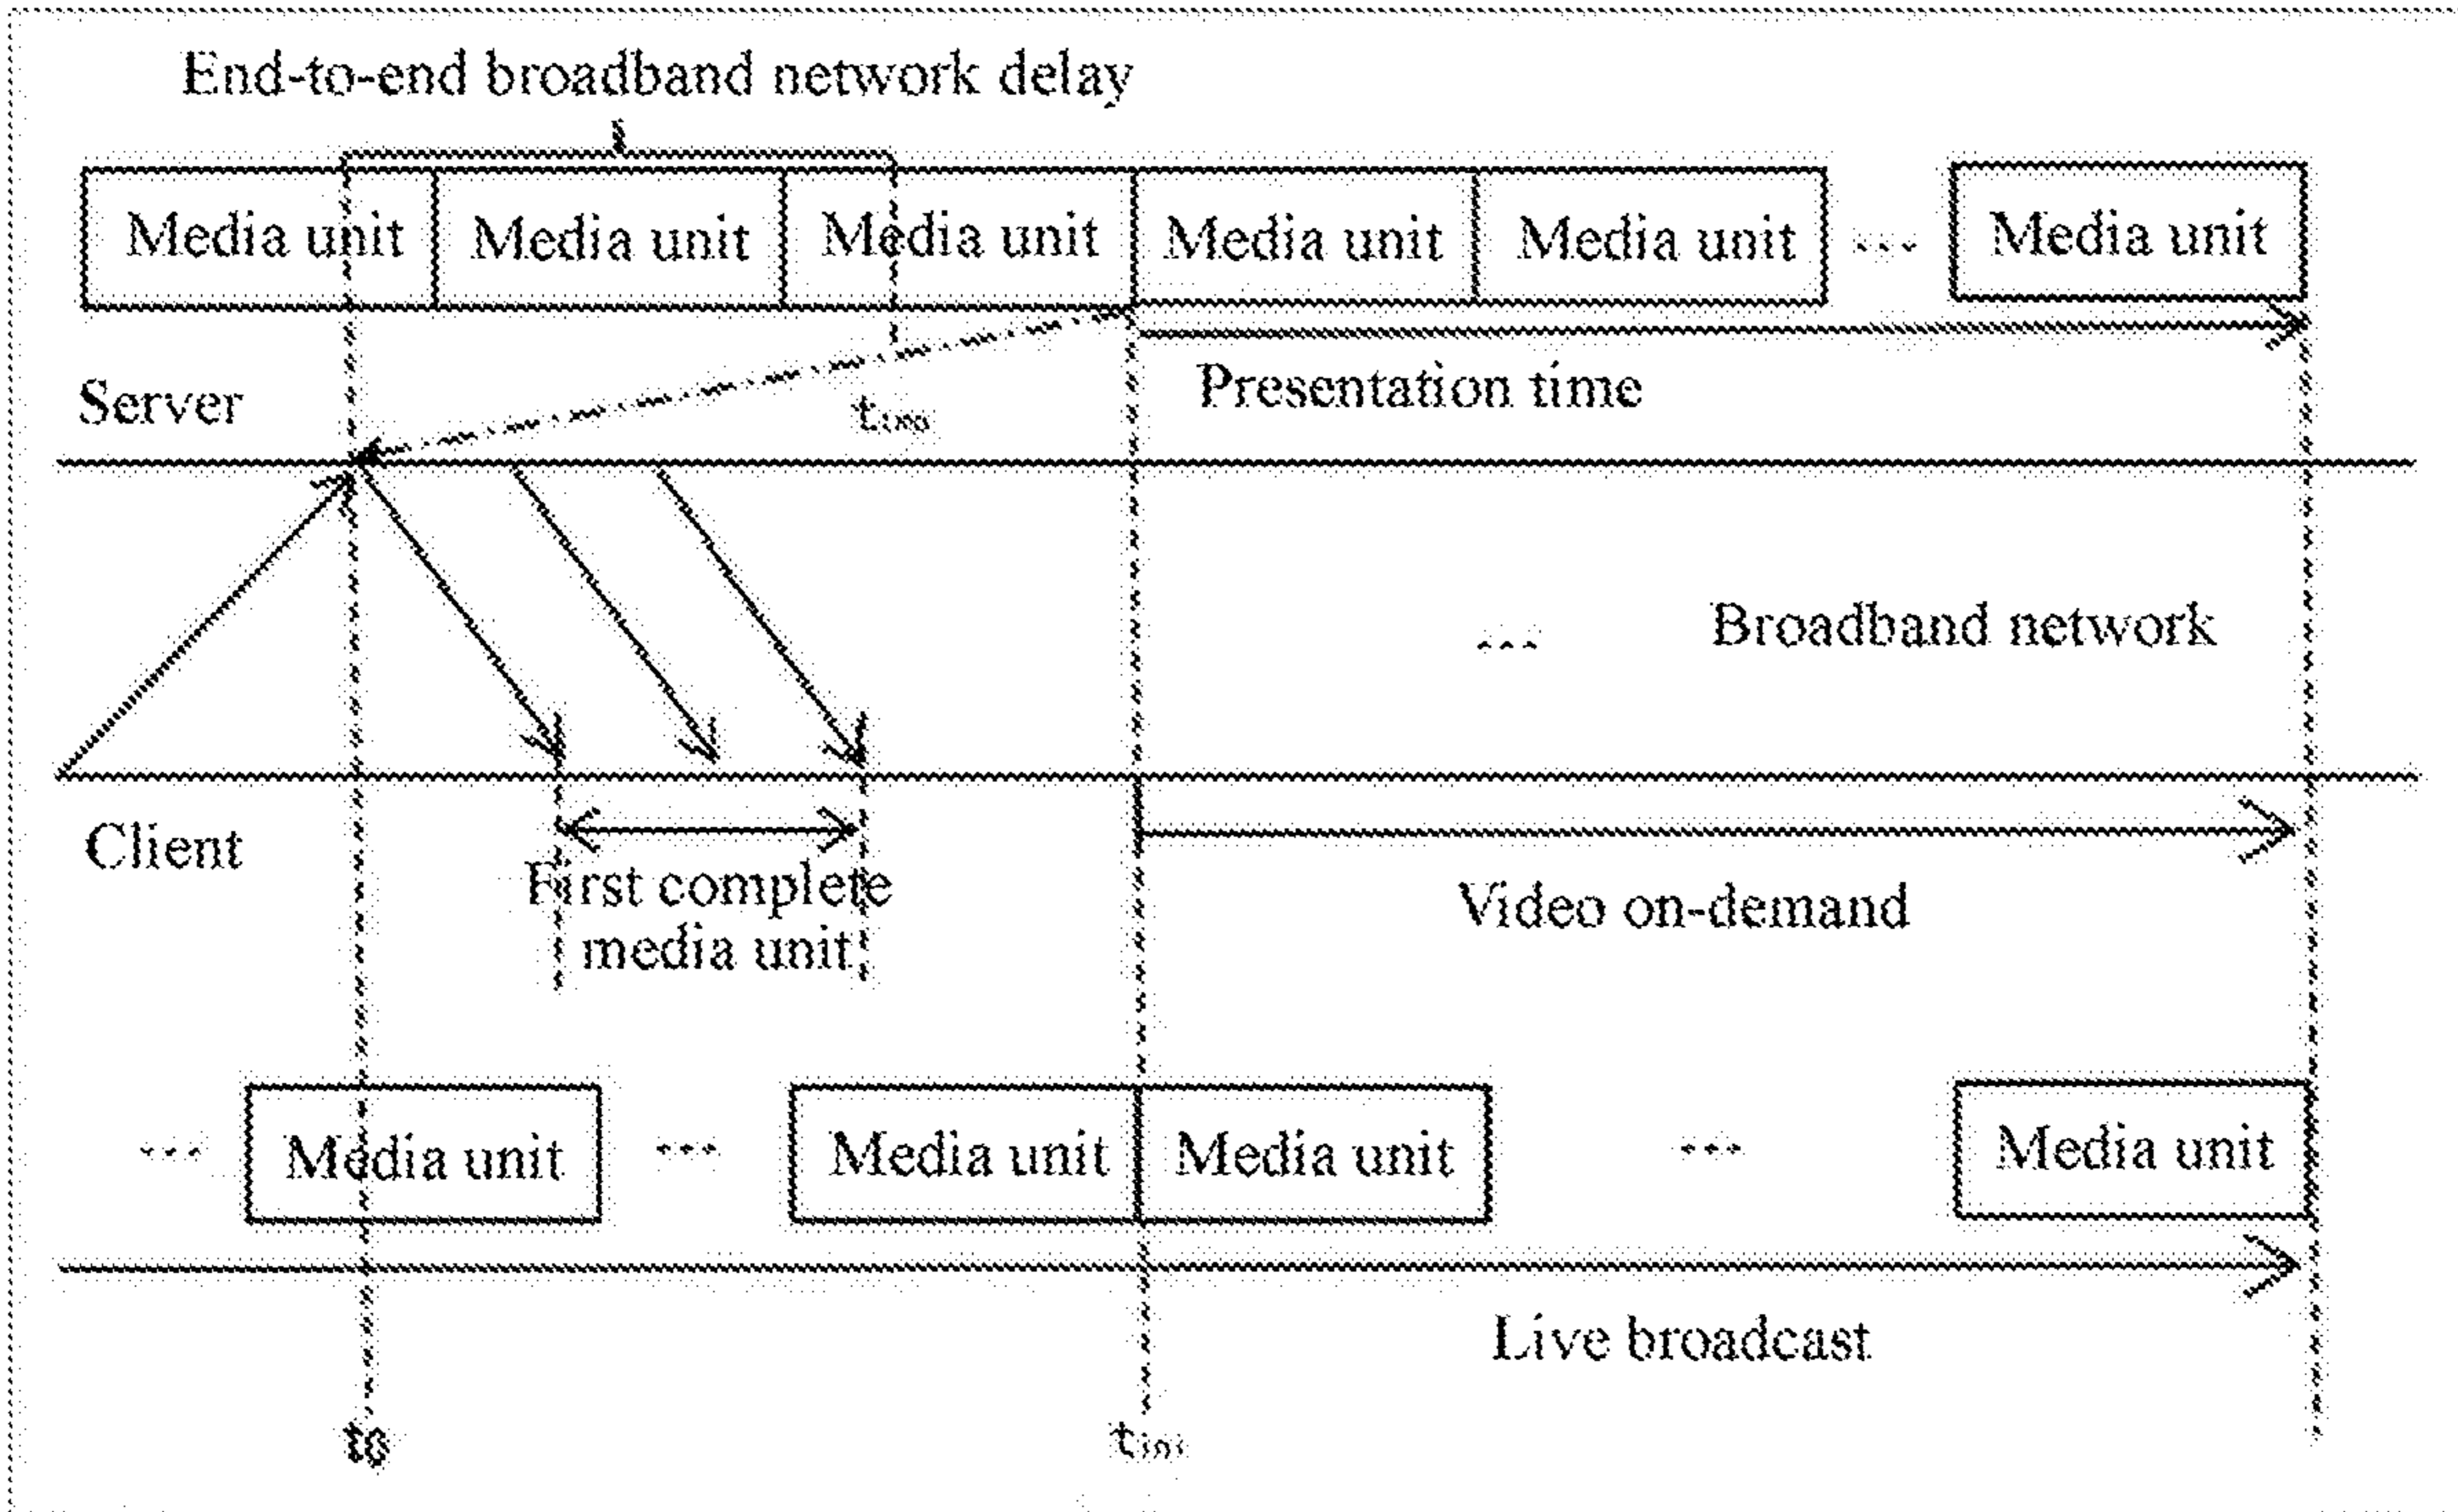 End-to-end broadband network delay
Media unit Media unit Media unit Media unit Media unit ... Media unit
Presentation time
Server
... Broadband network
Client
First complete
media unit
Video on-demand
... Media unit ... Media unit Media unit ... Media unit
Live broadcast
t0